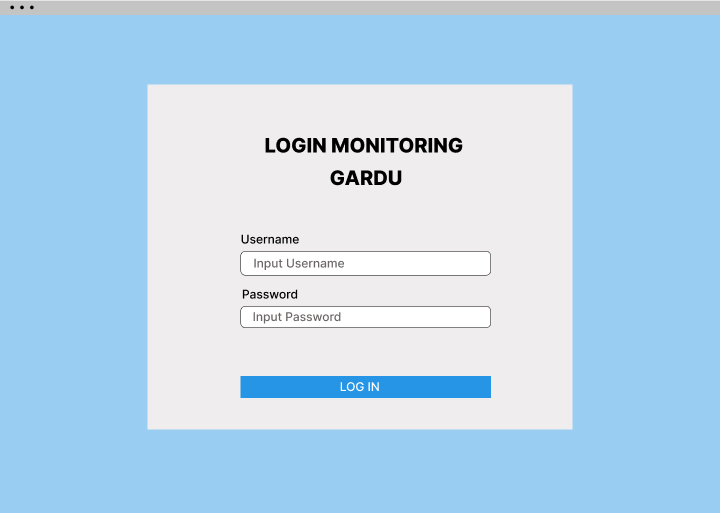 LOGIN MONITORING
GARDU
Username
Input Username
Password
Input Password
LOG IN